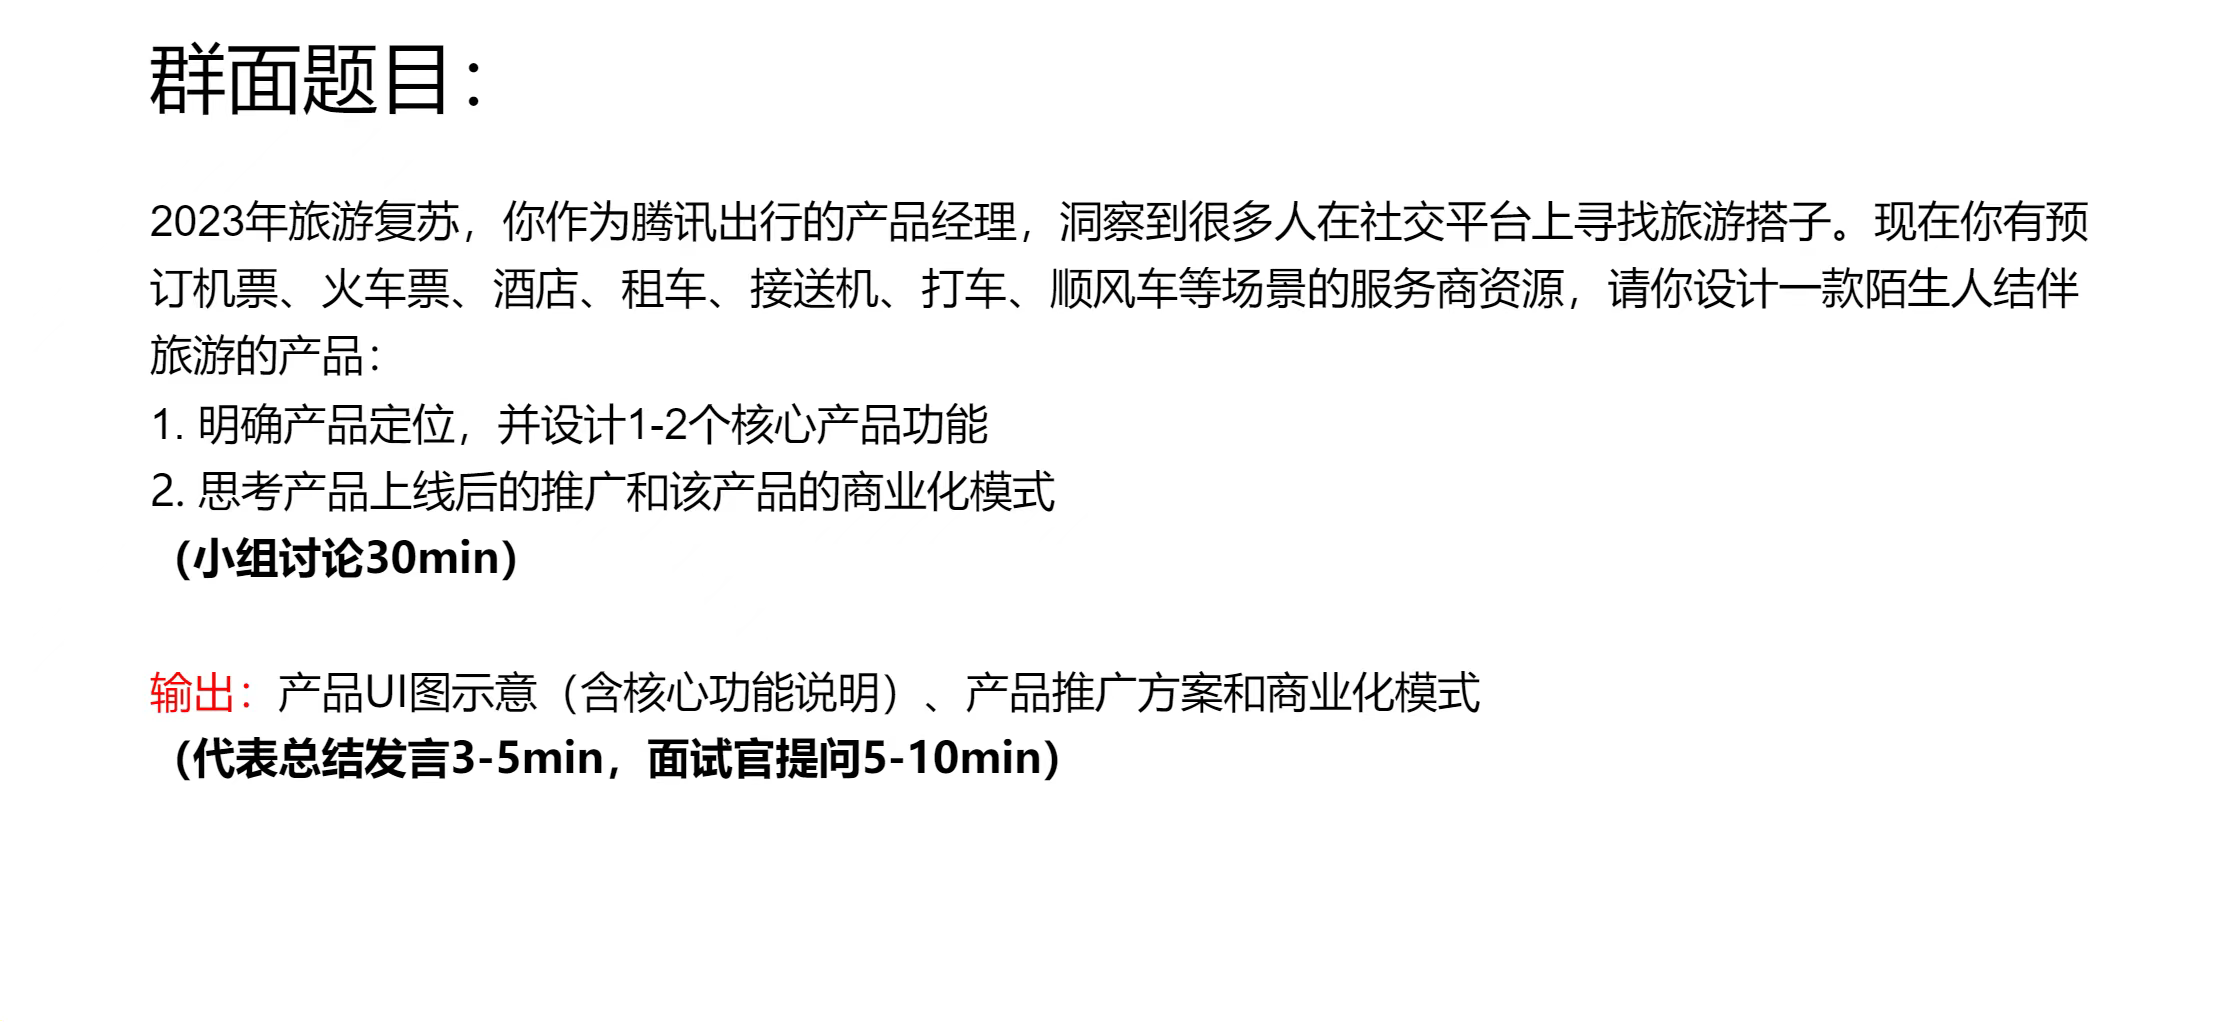 群面题目：
2023年旅游复苏，你作为腾讯出行的产品经理，洞察到很多人在社交平台上寻找旅游搭子。现在你有预
订机票、火车票、酒店、租车、接送机、打车、顺风车等场景的服务商资源，请你设计一款陌生人结伴
旅游的产品：
1. 明确产品定位，并设计1-2个核心产品功能
2. 思考产品上线后的推广和该产品的商业化模式
（小组讨论30min）
输出：产品UI图示意（含核心功能说明）、产品推广方案和商业化模式
（代表总结发言3-5min，面试官提问5-10min）